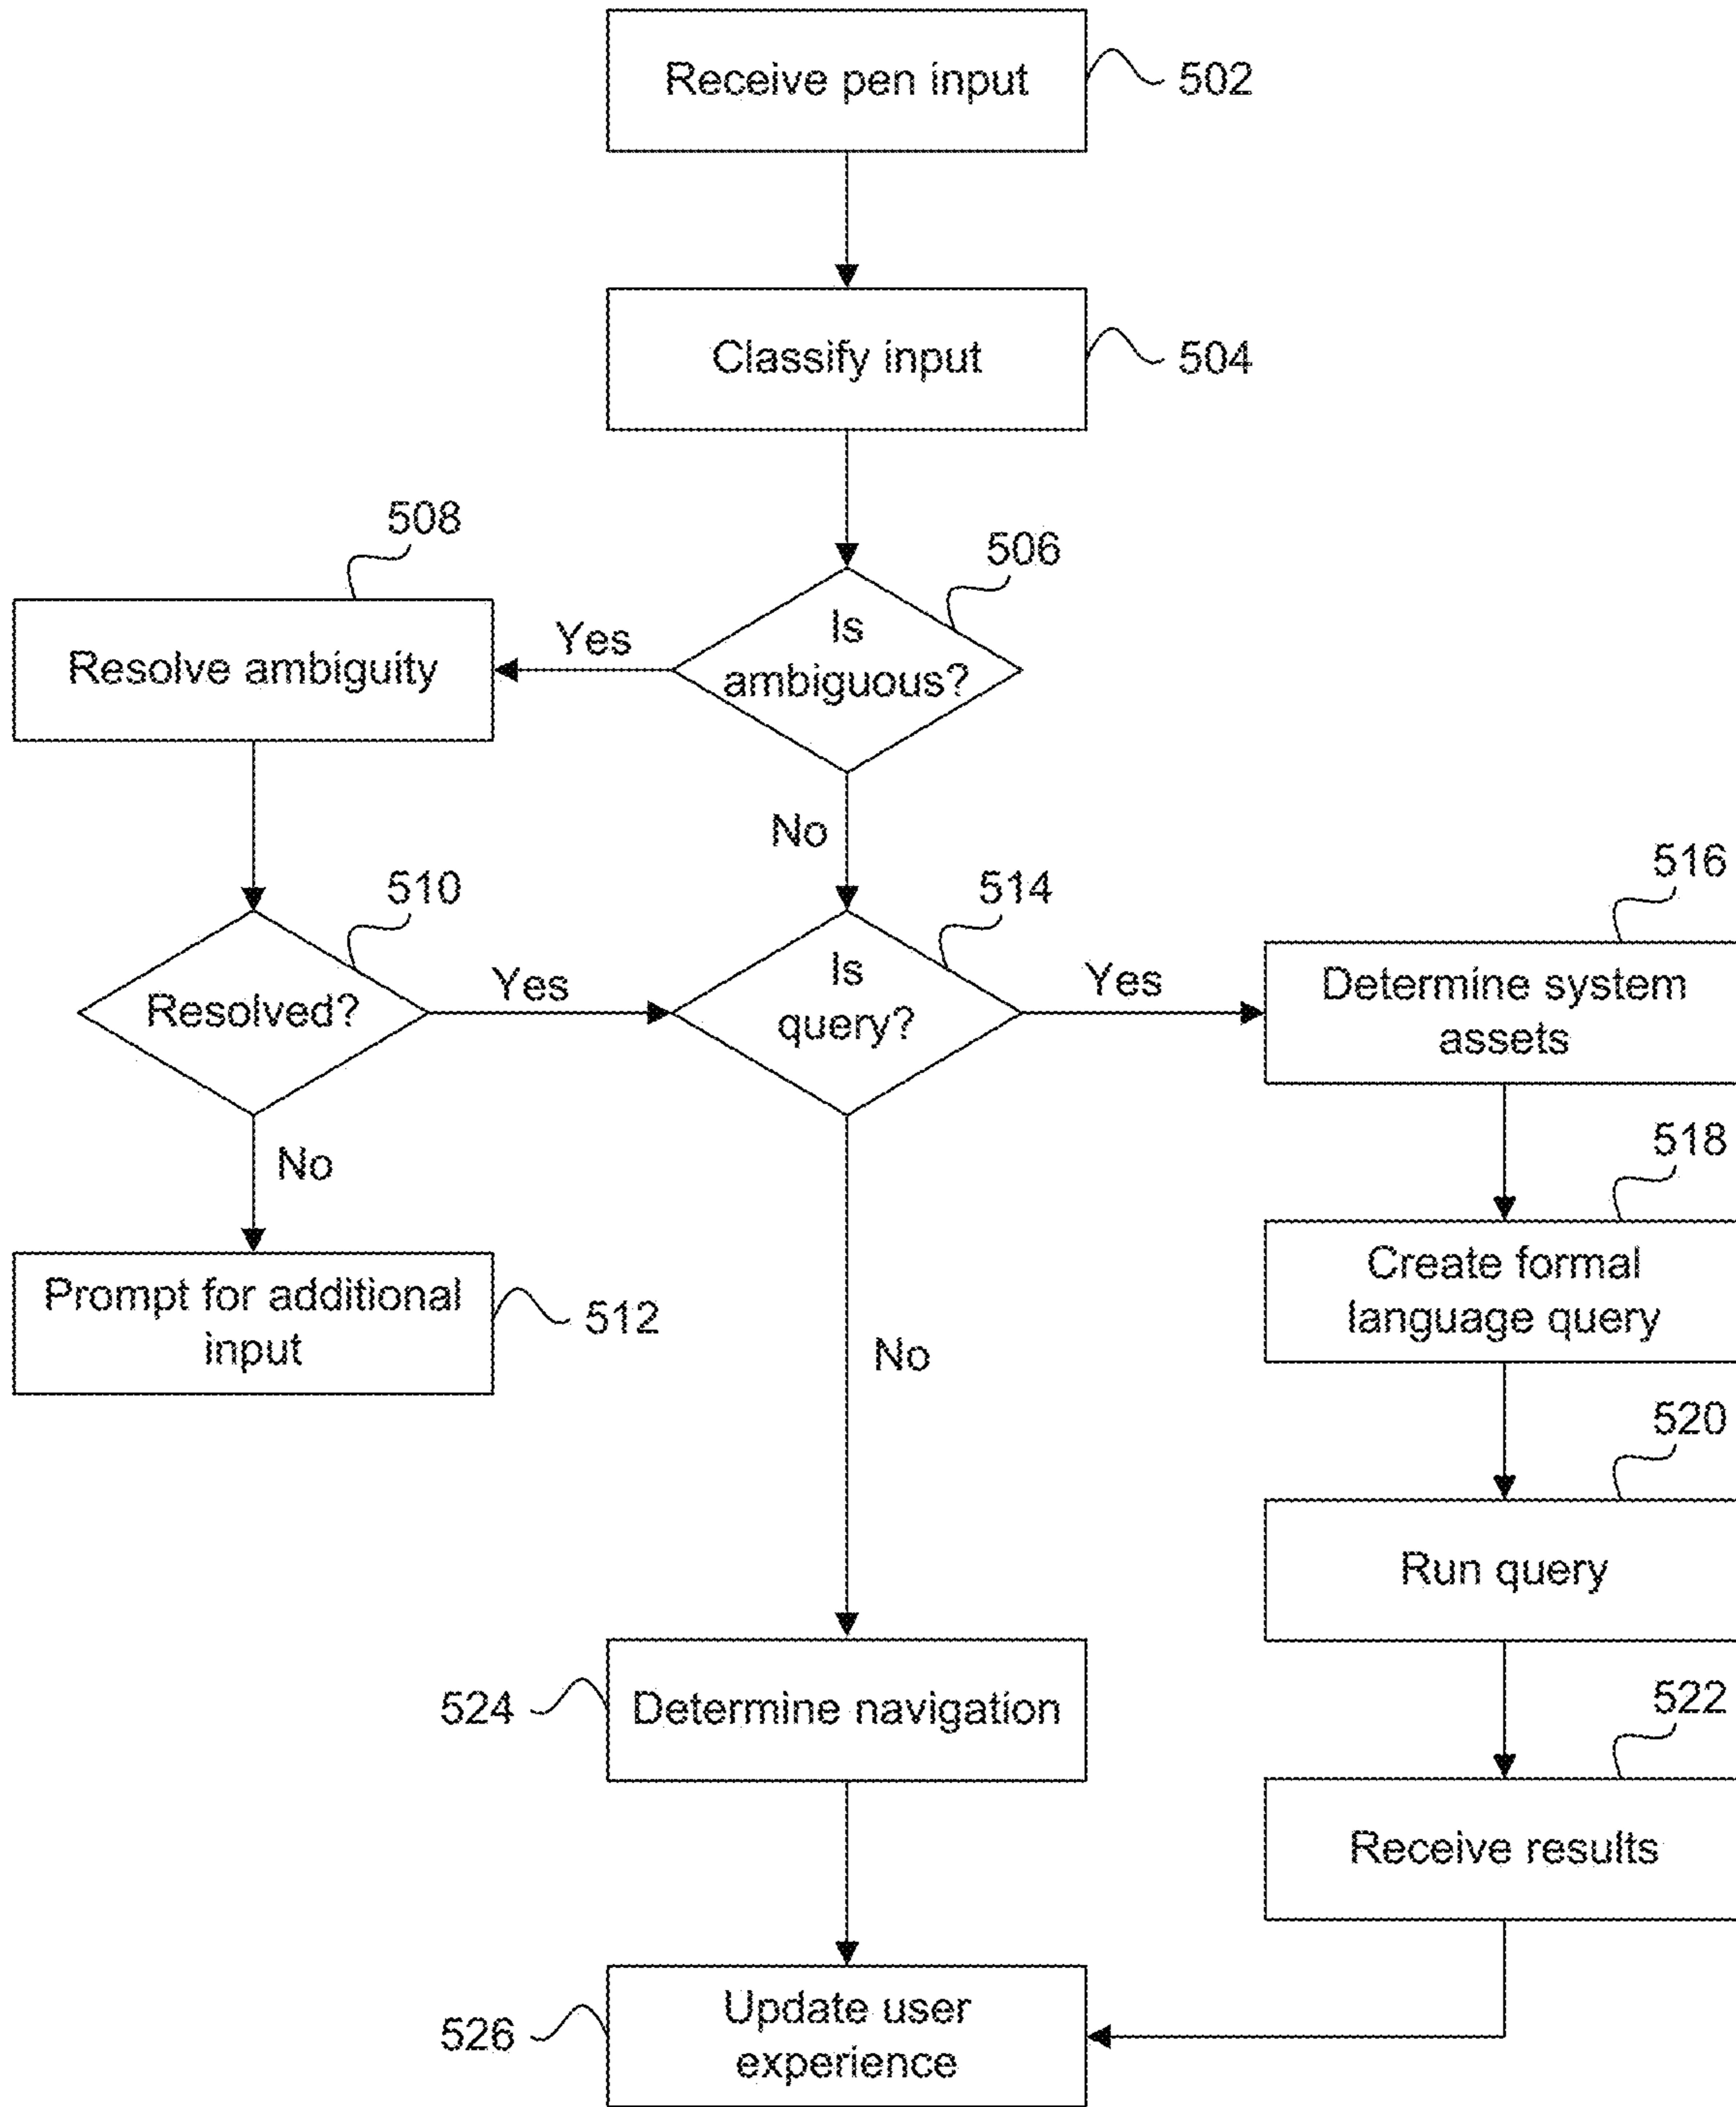 Receive pen input
502
Classify input
504
508
506
Resolve ambiguity
Yes
Is
ambiguous?
No
510
514
516
Resolved?
Yes
Is
query?
Yes
Determine system
assets
No
518
Prompt for additional
input
512
No
Create formal
language query
520
Run query
524
Determine navigation
522
Receive results
526
Update user
experience